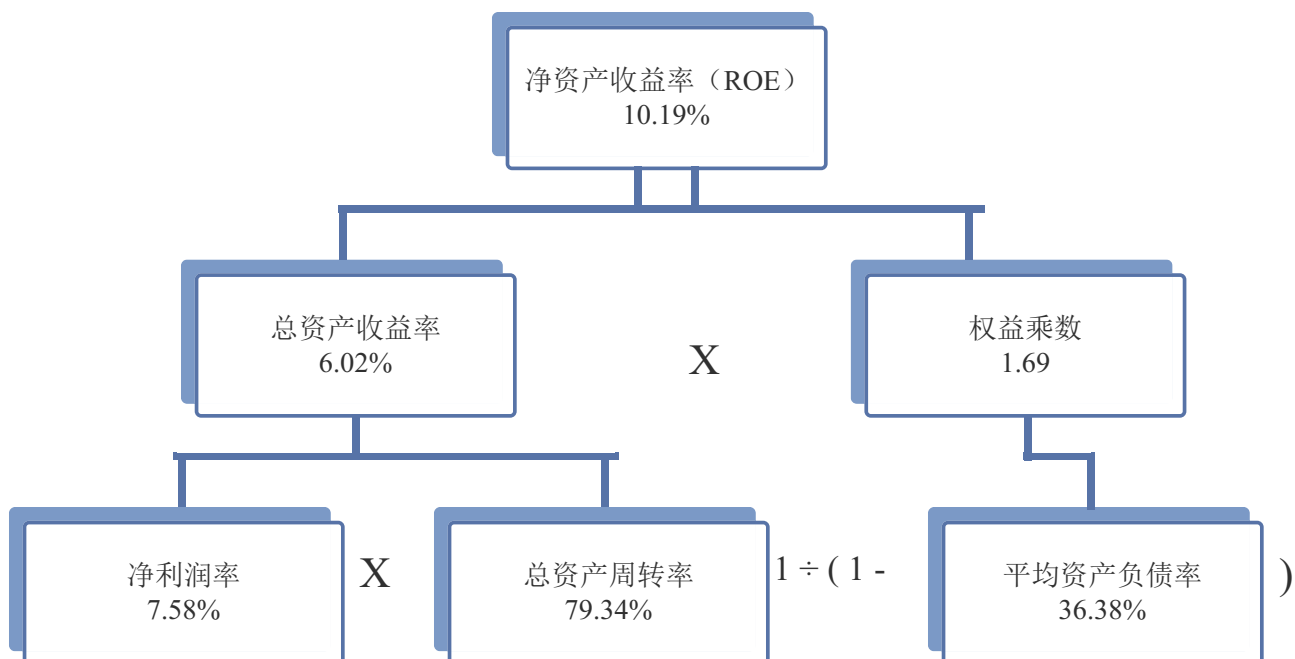 净资产收益率（ROE）
10.19%
总资产收益率
6.02%
X
权益乘数
1.69
净利润率
7.58%
X
总资产周转率
79.34%
1 ÷ ( 1 -
平均资产负债率
36.38%
)